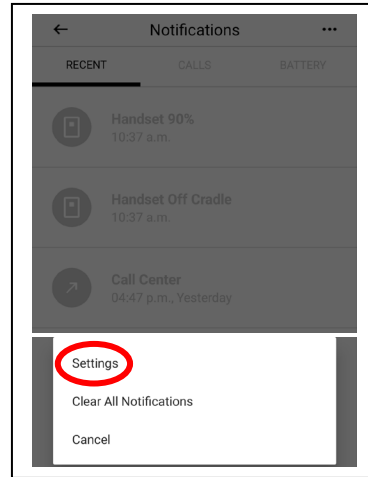 Notifications
RECENT CALLS BATTERY
Handset 90%
10:37 a.m.
Handset Off Cradle
10:37 a.m.
Call Center
04:47 p.m., Yesterday
Settings
Clear All Notifications
Cancel